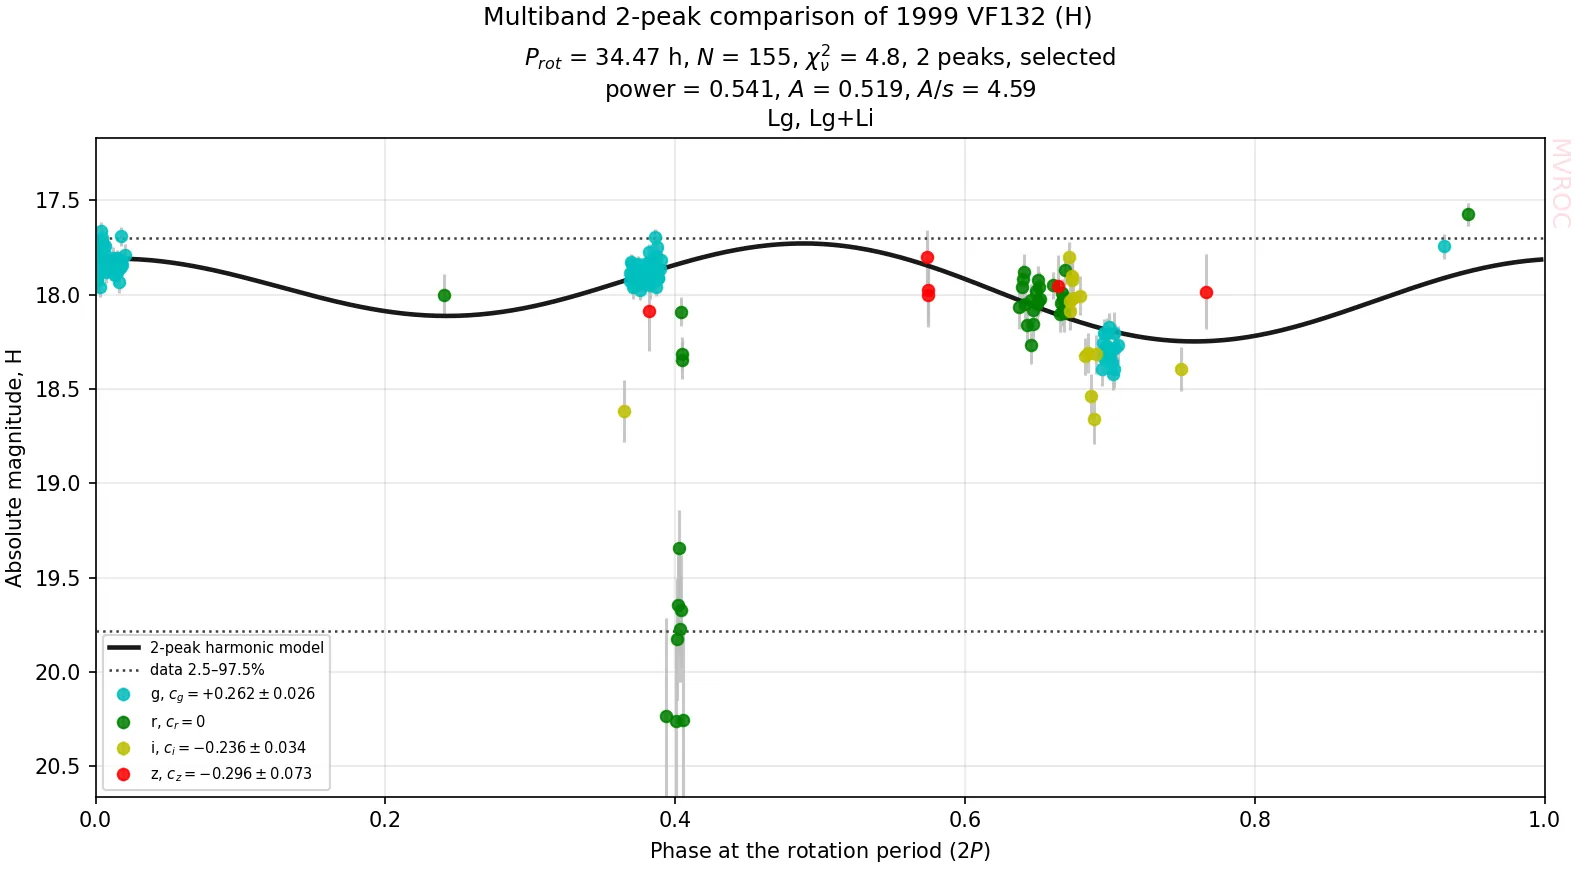 Multiband 2-peak comparison of 1999 VF132 (H)
P_rot = 34.47 h, N = 155, χ²_ν = 4.8, 2 peaks, selected
power = 0.541, A = 0.519, A/s = 4.59
Lg, Lg+Li
MVROC
Absolute magnitude, H
17.5
18.0
18.5
19.0
19.5
20.0
20.5
2-peak harmonic model
data 2.5–97.5%
g, c_g = +0.262 ± 0.026
r, c_r = 0
i, c_i = −0.236 ± 0.034
z, c_z = −0.296 ± 0.073
0.0 0.2 0.4 0.6 0.8 1.0
Phase at the rotation period (2P)